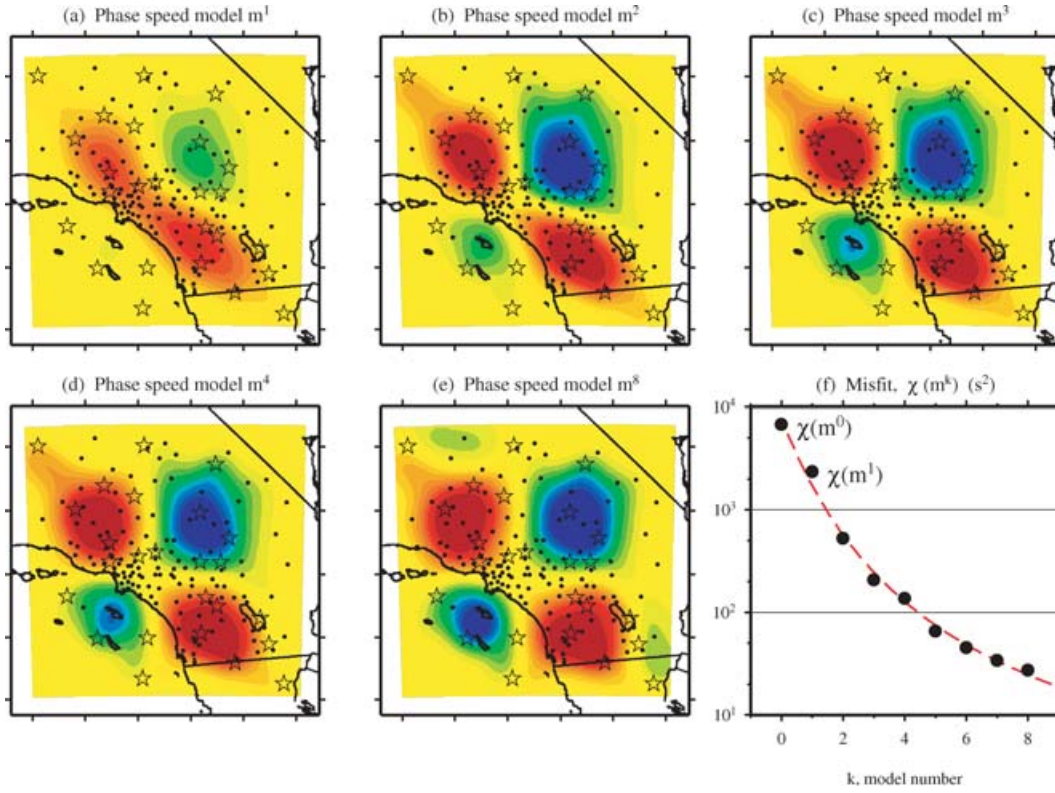 (a) Phase speed model m¹
(b) Phase speed model m²
(c) Phase speed model m³
(d) Phase speed model m⁴
(e) Phase speed model m⁸
(f) Misfit, χ (mᵏ) (s²)
10⁴
χ(m⁰)
χ(m¹)
10³
10²
10¹
0 2 4 6 8
k, model number